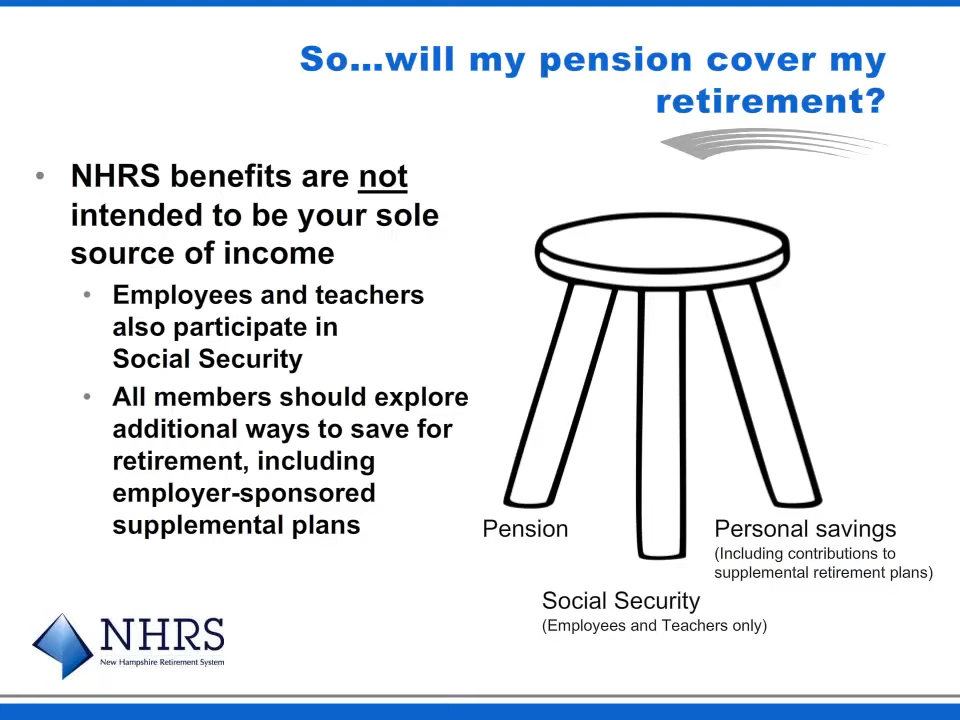 So...will my pension cover my
retirement?
• NHRS benefits are not
intended to be your sole
source of income
• Employees and teachers
also participate in
Social Security
• All members should explore
additional ways to save for
retirement, including
employer-sponsored
supplemental plans
Pension
Personal savings
(Including contributions to
supplemental retirement plans)
Social Security
(Employees and Teachers only)
NHRS
New Hampshire Retirement System